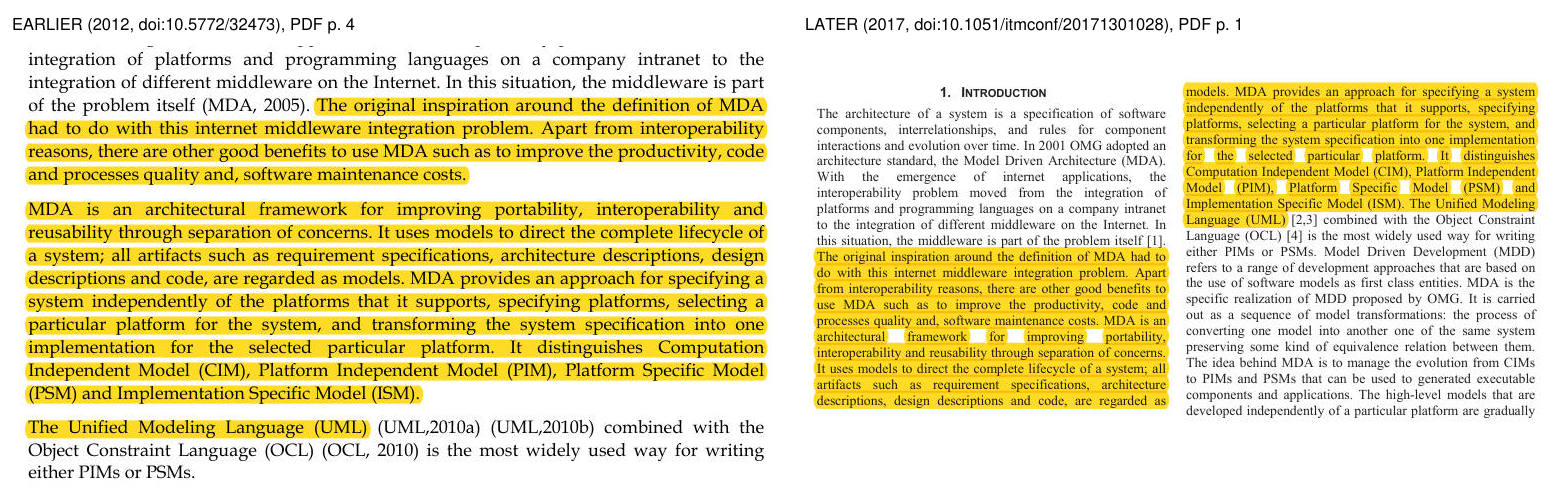 EARLIER (2012, doi:10.5772/32473), PDF p. 4
integration of platforms and programming languages on a company intranet to the
integration of different middleware on the Internet. In this situation, the middleware is part
of the problem itself (MDA, 2005). The original inspiration around the definition of MDA
had to do with this internet middleware integration problem. Apart from interoperability
reasons, there are other good benefits to use MDA such as to improve the productivity, code
and processes quality and, software maintenance costs.
MDA is an architectural framework for improving portability, interoperability and
reusability through separation of concerns. It uses models to direct the complete lifecycle of
a system; all artifacts such as requirement specifications, architecture descriptions, design
descriptions and code, are regarded as models. MDA provides an approach for specifying a
system independently of the platforms that it supports, specifying platforms, selecting a
particular platform for the system, and transforming the system specification into one
implementation for the selected particular platform. It distinguishes Computation
Independent Model (CIM), Platform Independent Model (PIM), Platform Specific Model
(PSM) and Implementation Specific Model (ISM).
The Unified Modeling Language (UML) (UML,2010a) (UML,2010b) combined with the
Object Constraint Language (OCL) (OCL, 2010) is the most widely used way for writing
either PIMs or PSMs.
LATER (2017, doi:10.1051/itmconf/20171301028), PDF p. 1
1. INTRODUCTION
The architecture of a system is a specification of software
components, interrelationships, and rules for component
interactions and evolution over time. In 2001 OMG adopted an
architecture standard, the Model Driven Architecture (MDA).
With the emergence of internet applications, the
interoperability problem moved from the integration of
platforms and programming languages on a company intranet
to the integration of different middleware on the Internet. In
this situation, the middleware is part of the problem itself [1].
The original inspiration around the definition of MDA had to
do with this internet middleware integration problem. Apart
from interoperability reasons, there are other good benefits to
use MDA such as to improve the productivity, code and
processes quality and, software maintenance costs. MDA is an
architectural framework for improving portability,
interoperability and reusability through separation of concerns.
It uses models to direct the complete lifecycle of a system; all
artifacts such as requirement specifications, architecture
descriptions, design descriptions and code, are regarded as
models. MDA provides an approach for specifying a system
independently of the platforms that it supports, specifying
platforms, selecting a particular platform for the system, and
transforming the system specification into one implementation
for the selected particular platform. It distinguishes
Computation Independent Model (CIM), Platform Independent
Model (PIM), Platform Specific Model (PSM) and
Implementation Specific Model (ISM). The Unified Modeling
Language (UML) [2,3] combined with the Object Constraint
Language (OCL) [4] is the most widely used way for writing
either PIMs or PSMs. Model Driven Development (MDD)
refers to a range of development approaches that are based on
the use of software models as first class entities. MDA is the
specific realization of MDD proposed by OMG. It is carried
out as a sequence of model transformations: the process of
converting one model into another one of the same system
preserving some kind of equivalence relation between them.
The idea behind MDA is to manage the evolution from CIMs
to PIMs and PSMs that can be used to generated executable
components and applications. The high-level models that are
developed independently of a particular platform are gradually